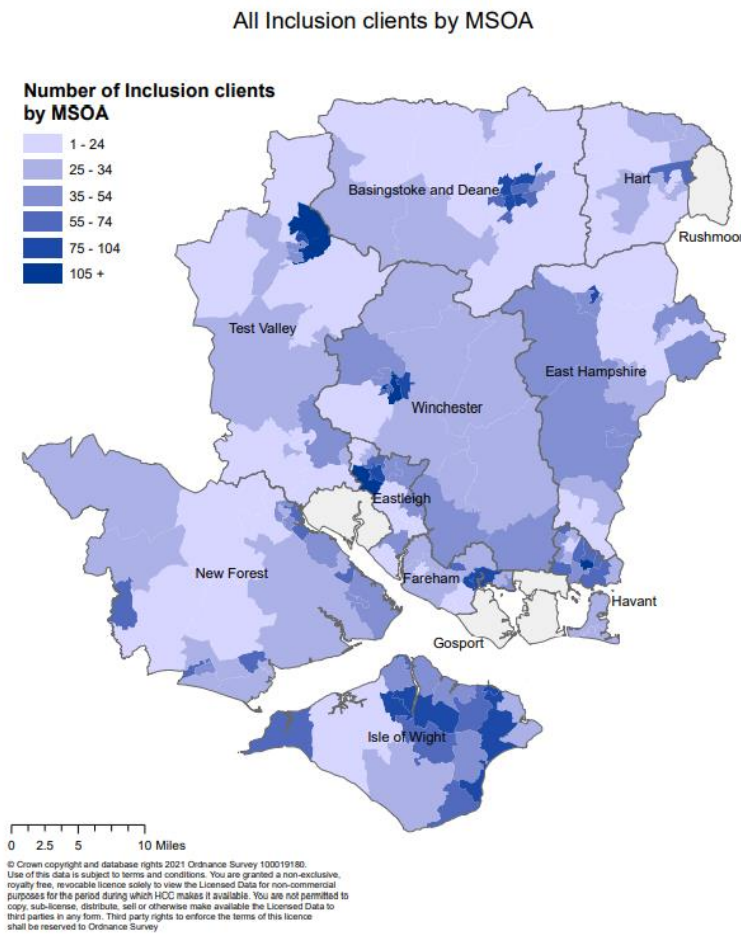 All Inclusion clients by MSOA
Number of Inclusion clients
by MSOA
1 - 24
25 - 34
35 - 54
55 - 74
75 - 104
105 +
Basingstoke and Deane
Hart
Rushmoor
Test Valley
East Hampshire
Winchester
Eastleigh
New Forest
Fareham
Havant
Gosport
Isle of Wight
0 2.5 5 10 Miles
© Crown copyright and database rights 2021 Ordnance Survey 100019180.
Use of this data is subject to terms and conditions. You are granted a non-exclusive,
royalty free, revocable licence solely to view the Licensed Data for non-commercial
purposes for the period during which HCC makes it available. You are not permitted to
copy, sub-license, distribute, sell or otherwise make available the Licensed Data to
third parties in any form. Third party rights to enforce the terms of this licence
shall be reserved to Ordnance Survey